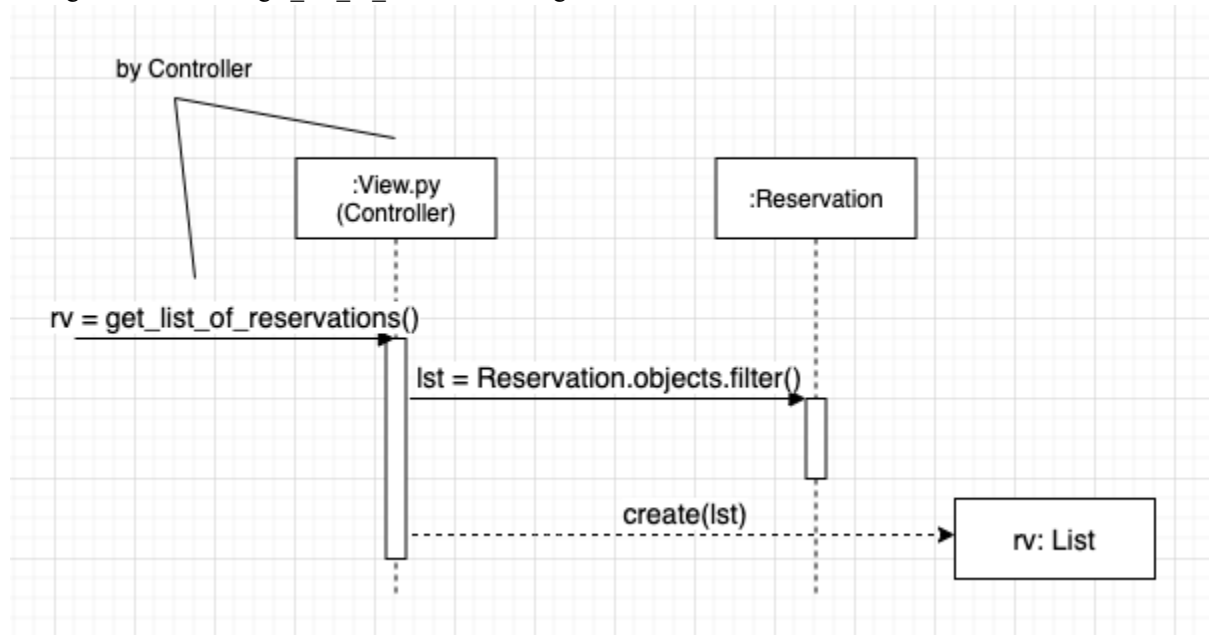 by Controller
:View.py
(Controller)
:Reservation
rv = get_list_of_reservations()
lst = Reservation.objects.filter()
create(lst)
rv: List